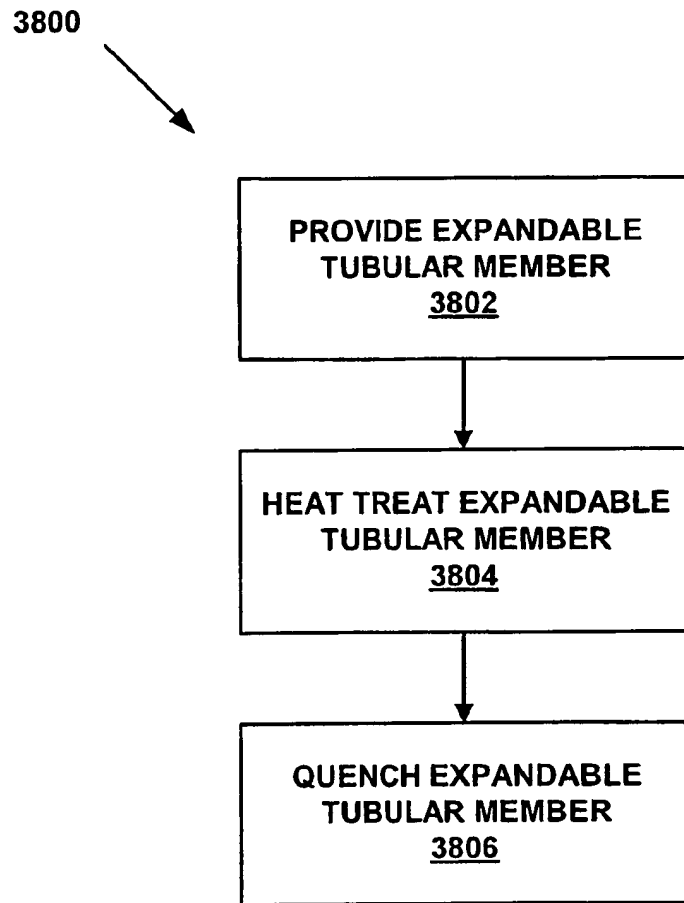 3800
PROVIDE EXPANDABLE
TUBULAR MEMBER
3802
HEAT TREAT EXPANDABLE
TUBULAR MEMBER
3804
QUENCH EXPANDABLE
TUBULAR MEMBER
3806